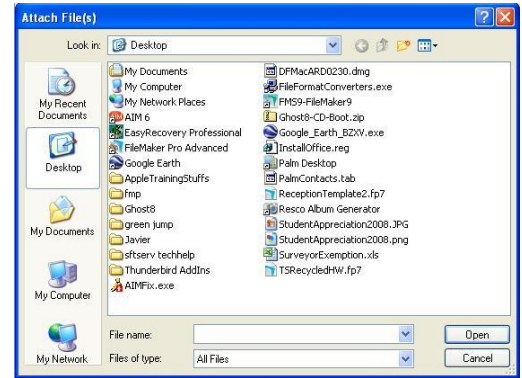 Attach File(s)
Look in: Desktop
My Recent Documents
Desktop
My Documents
My Computer
My Network
My Documents
My Computer
My Network Places
AIM 6
EasyRecovery Professional
FileMaker Pro Advanced
Google Earth
AppleTrainingStuffs
fmp
Ghost8
green jump
Javier
sftserv techhelp
Thunderbird AddIns
AIMFix.exe
DFMacARD0230.dmg
FileFormatConverters.exe
FMS9-FileMaker9
Ghost8-CD-Boot.zip
Google_Earth_BZXV.exe
InstallOffice.reg
Palm Desktop
PalmContacts.tab
ReceptionTemplate2.fp7
Resco Album Generator
StudentAppreciation2008.JPG
StudentAppreciation2008.png
SurveyorExemption.xls
TSRecycledHW.fp7
File name:
Open
Files of type: All Files
Cancel